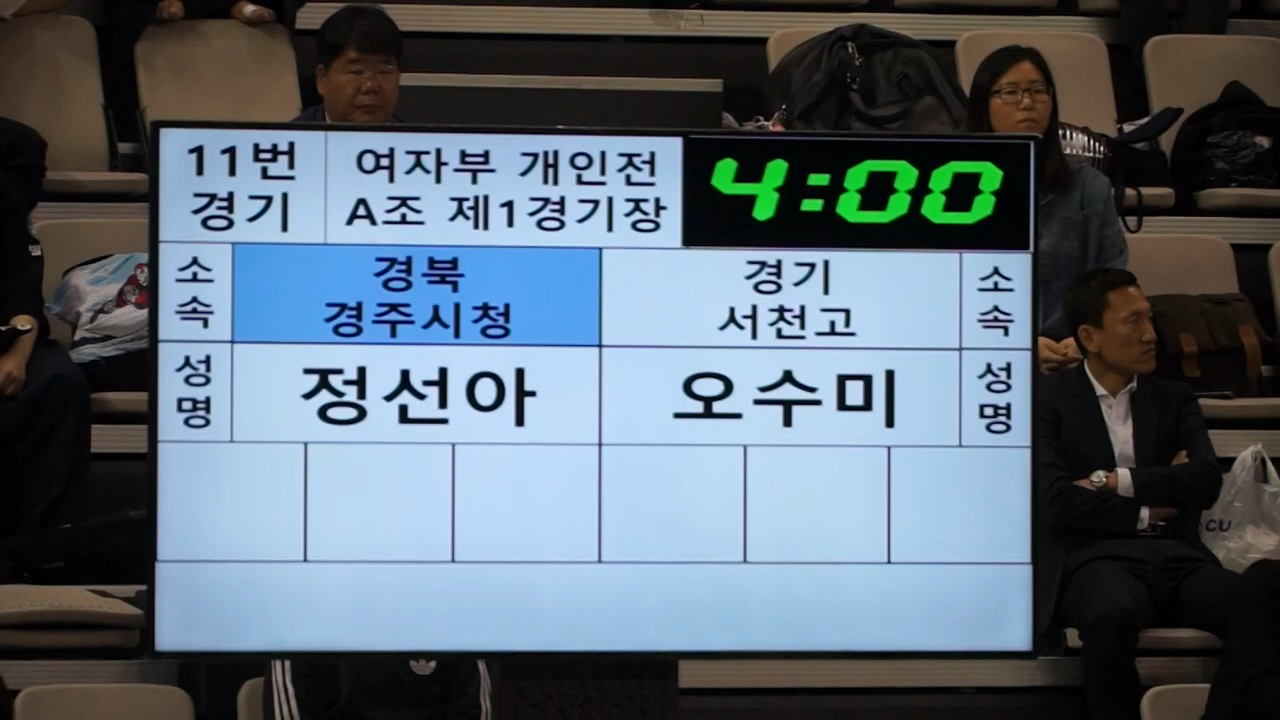 11번
경기
여자부 개인전
A조 제1경기장
4:00
소속
경북
경주시청
경기
서천고
소속
성명
정선아
오수미
성명
CU